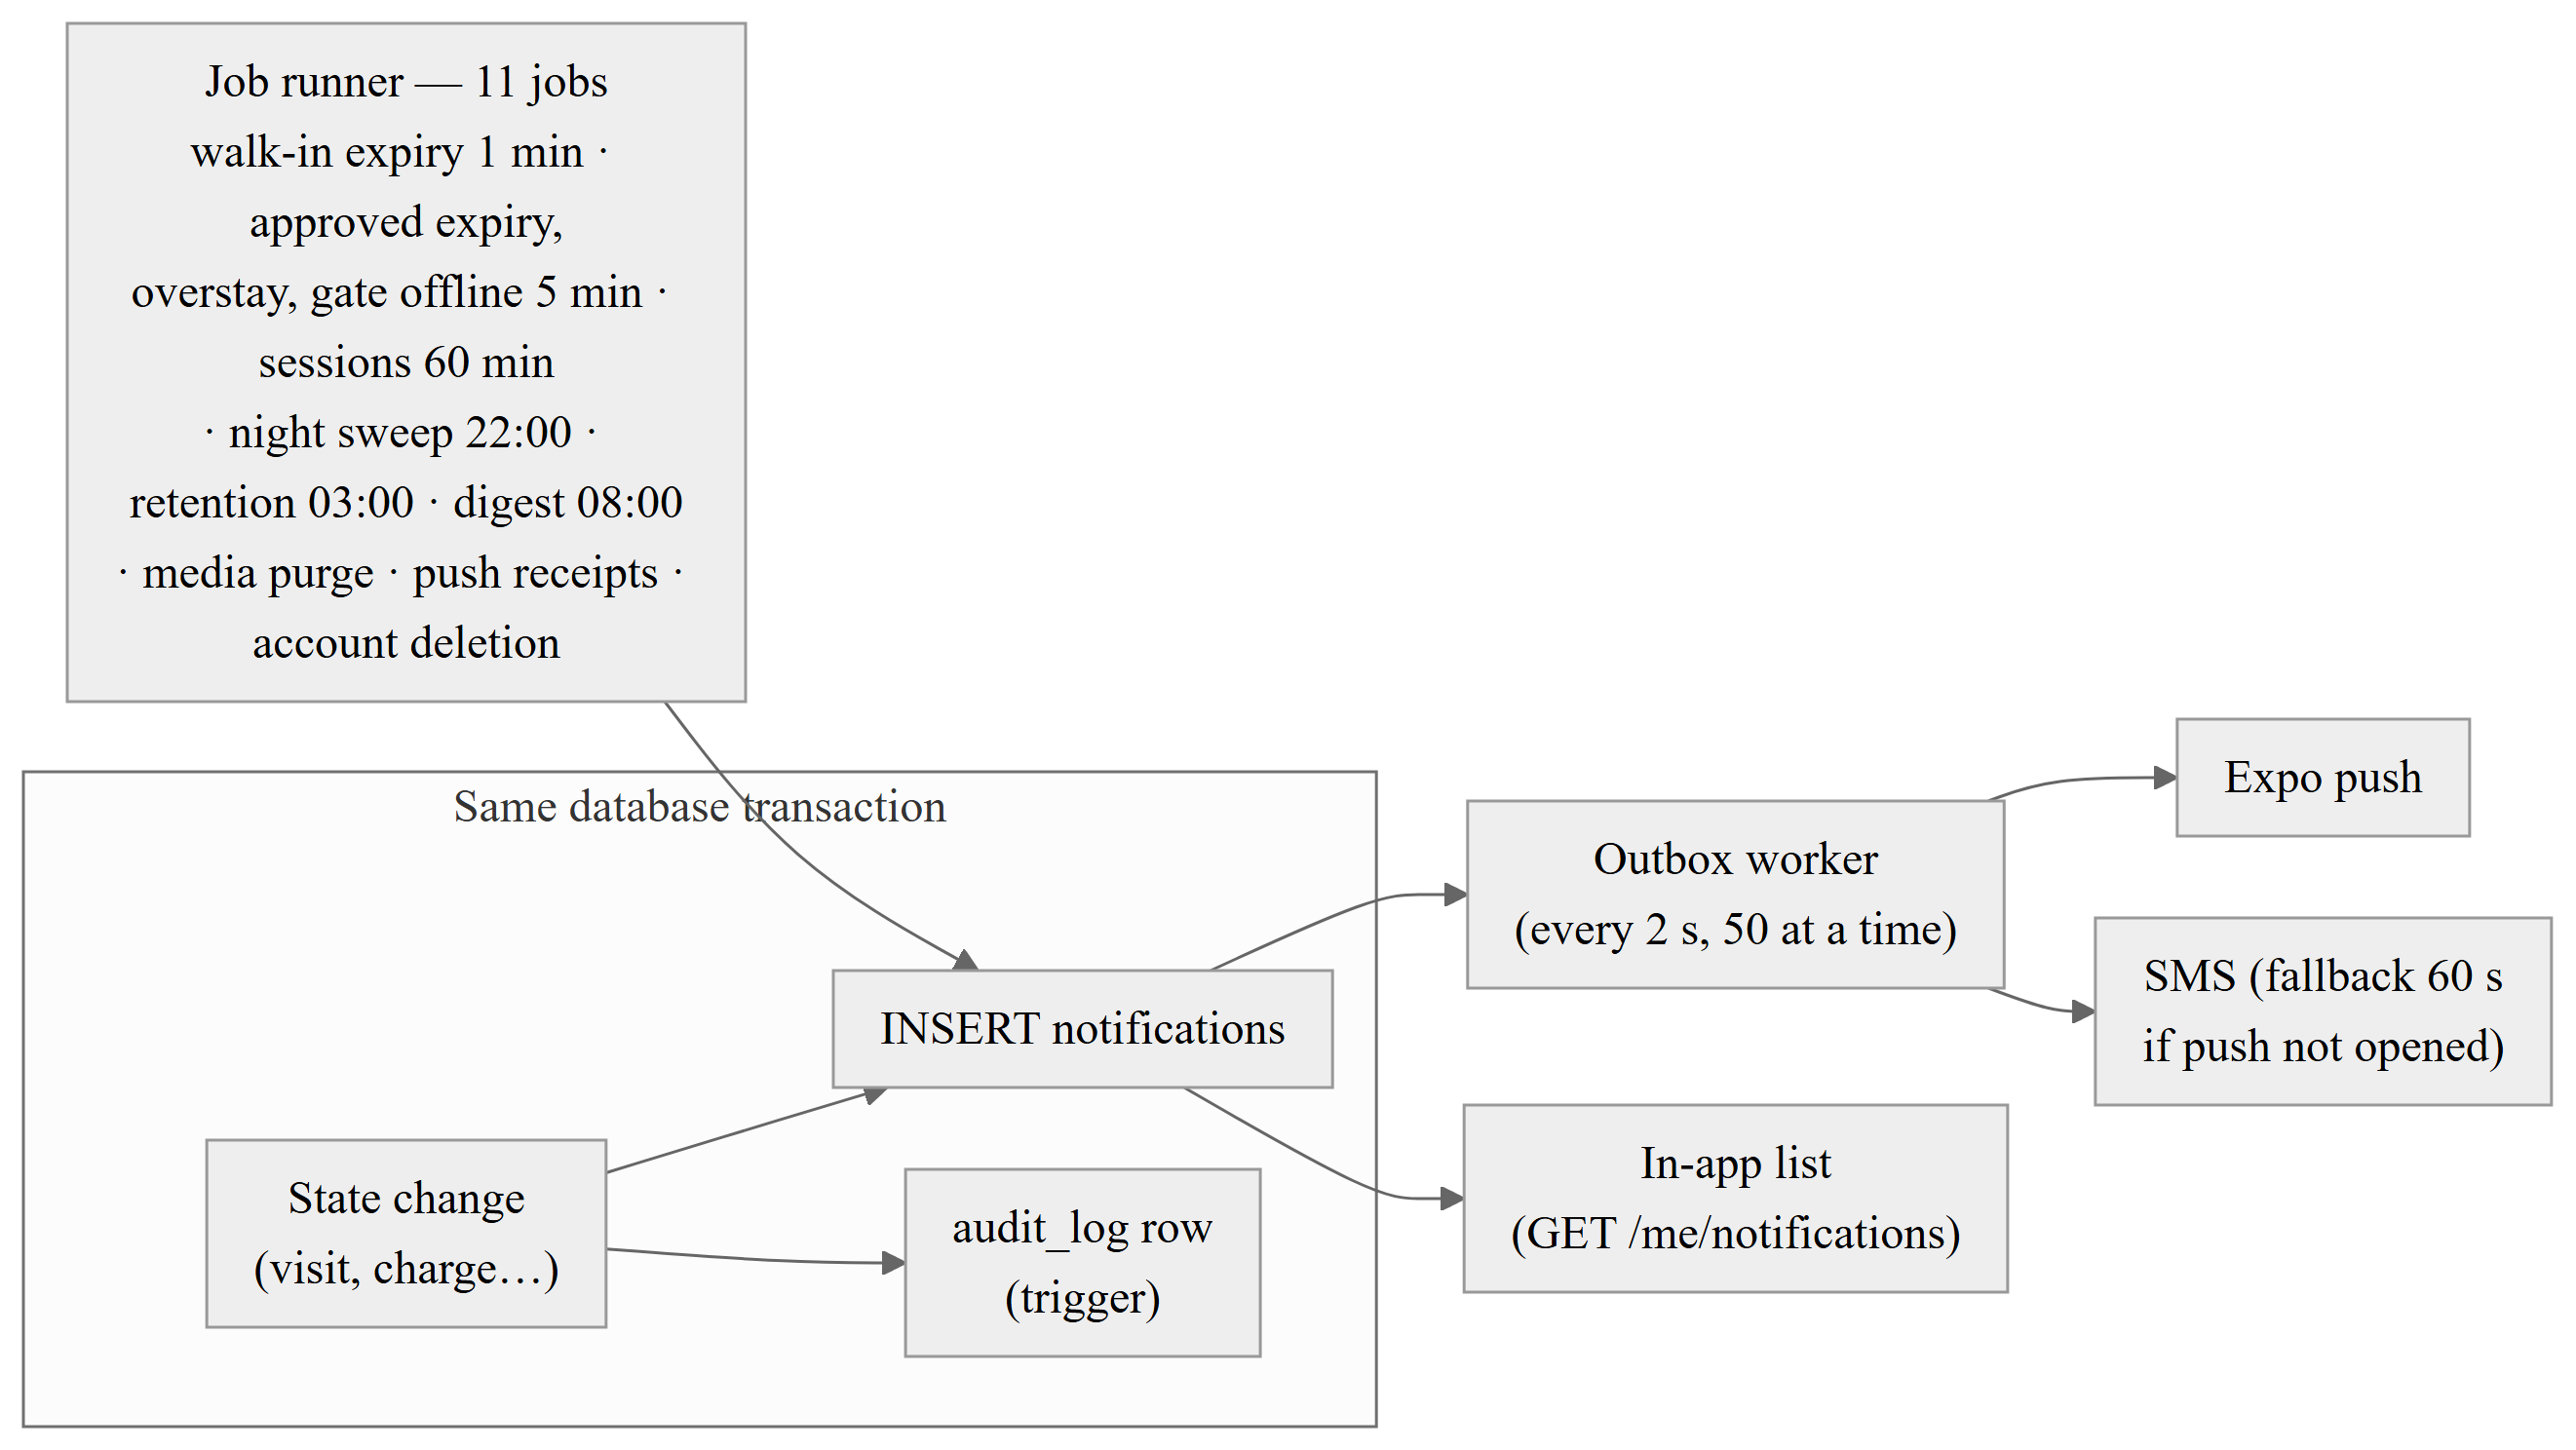 Job runner — 11 jobs
walk-in expiry 1 min ·
approved expiry,
overstay, gate offline 5 min ·
sessions 60 min
· night sweep 22:00 ·
retention 03:00 · digest 08:00
· media purge · push receipts ·
account deletion
Same database transaction
INSERT notifications
State change
(visit, charge…)
audit_log row
(trigger)
Outbox worker
(every 2 s, 50 at a time)
In-app list
(GET /me/notifications)
Expo push
SMS (fallback 60 s
if push not opened)